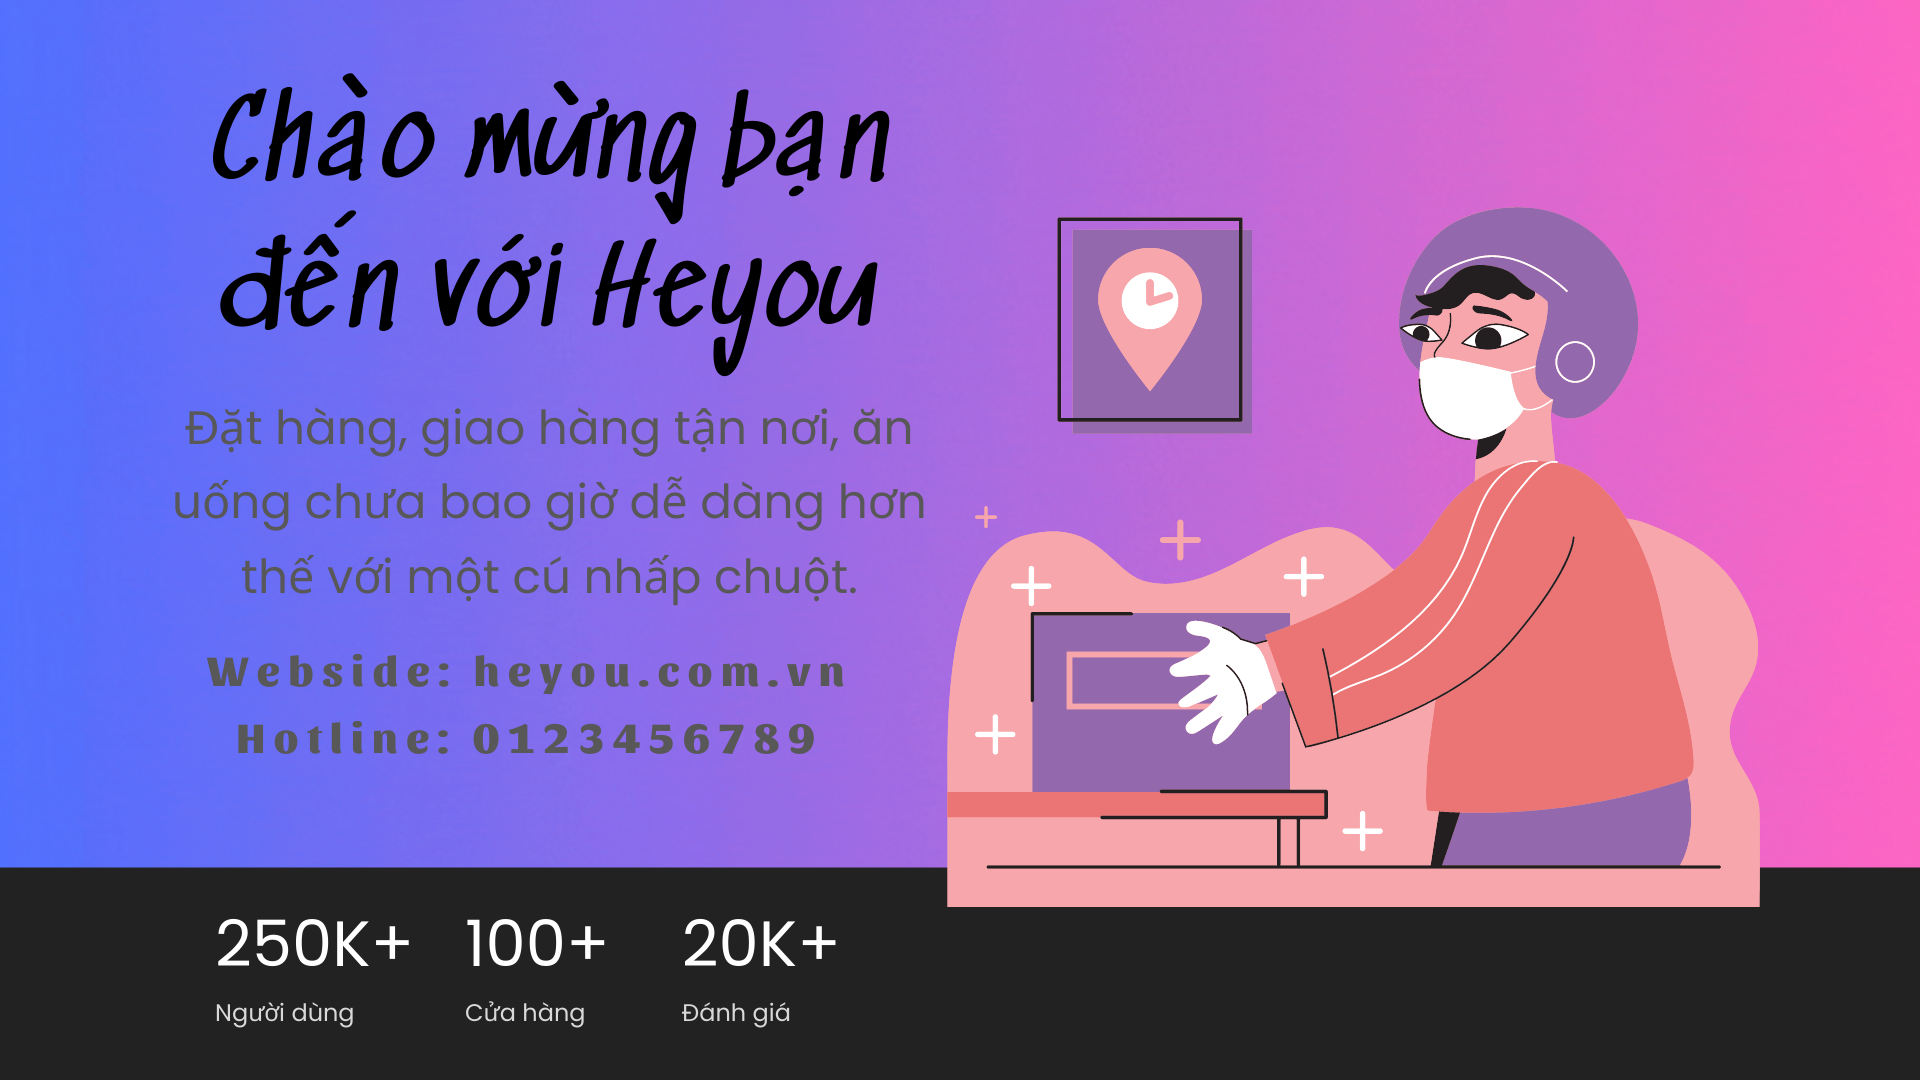 Chào mừng bạn
đến với Heyou
Đặt hàng, giao hàng tận nơi, ăn
uống chưa bao giờ dễ dàng hơn
thế với một cú nhấp chuột.
Webside: heyou.com.vn
Hotline: 0123456789
250K+ 100+ 20K+
Người dùng Cửa hàng Đánh giá